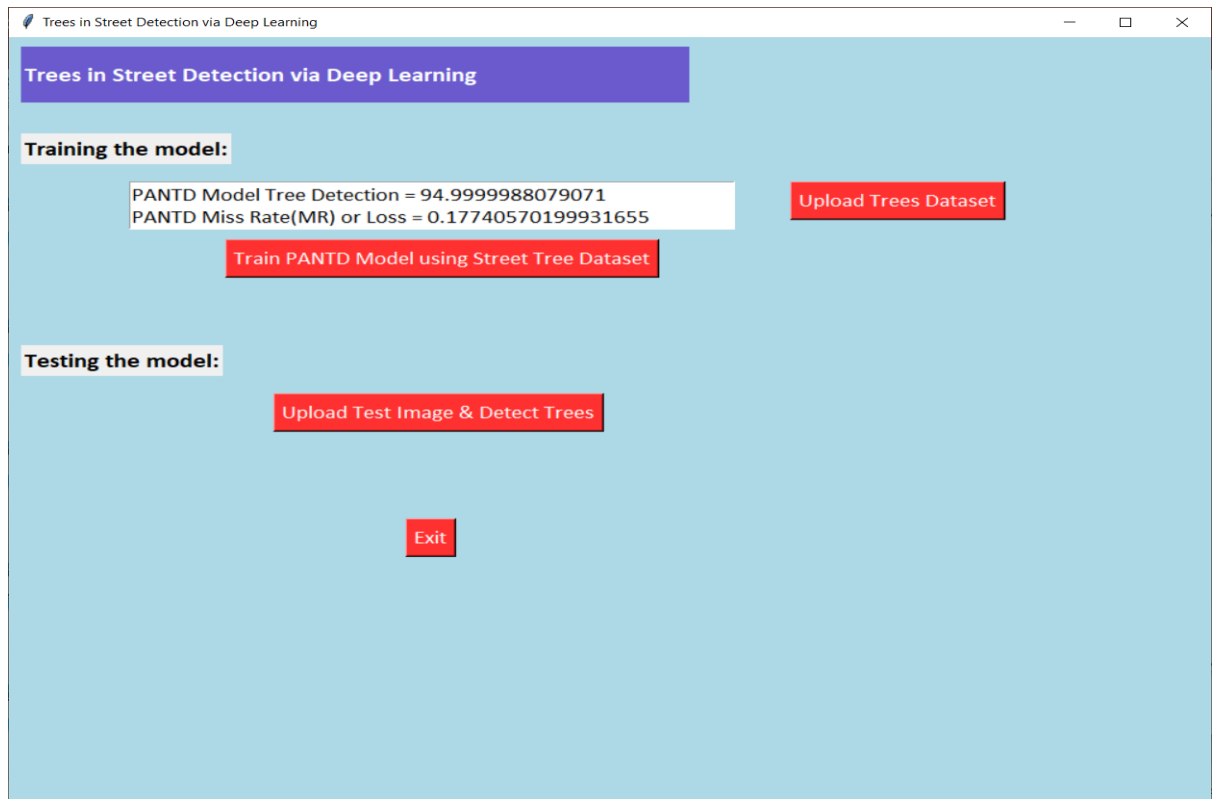 Trees in Street Detection via Deep Learning
Trees in Street Detection via Deep Learning
Training the model:
PANTD Model Tree Detection = 94.9999988079071
PANTD Miss Rate(MR) or Loss = 0.17740570199931655
Upload Trees Dataset
Train PANTD Model using Street Tree Dataset
Testing the model:
Upload Test Image & Detect Trees
Exit